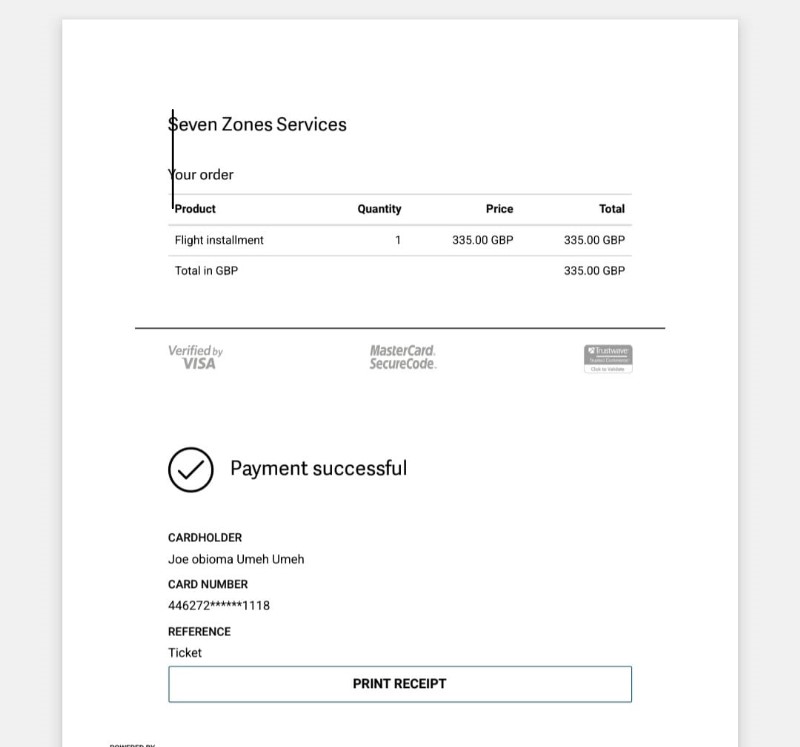 Seven Zones Services
Your order
Product Quantity Price Total
Flight installment 1 335.00 GBP 335.00 GBP
Total in GBP 335.00 GBP
Verified by
VISA
MasterCard.
SecureCode.
Trustwave
Click to Validate
Payment successful
CARDHOLDER
Joe obioma Umeh Umeh
CARD NUMBER
446272******1118
REFERENCE
Ticket
PRINT RECEIPT
POWERED BY